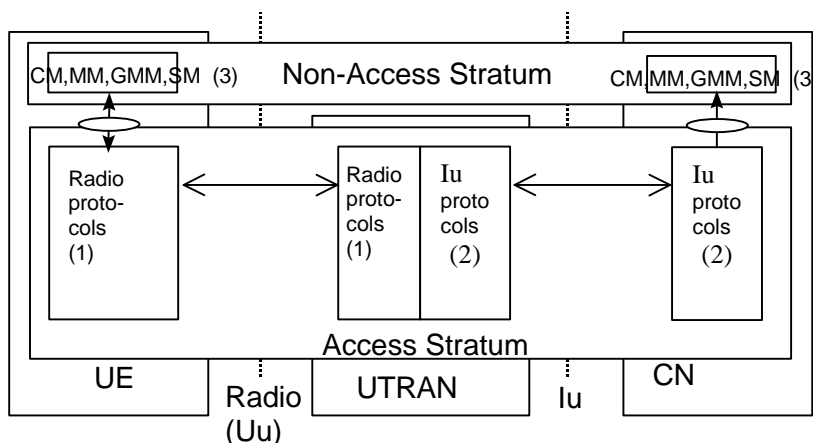 CM,MM,GMM,SM (3)
Non-Access Stratum
CM,MM,GMM,SM (3
Radio
proto-
cols
(1)
Radio
proto-
cols
(1)
Iu
proto
cols
(2)
Iu
proto
cols
(2)
Access Stratum
UE
Radio
(Uu)
UTRAN
Iu
CN